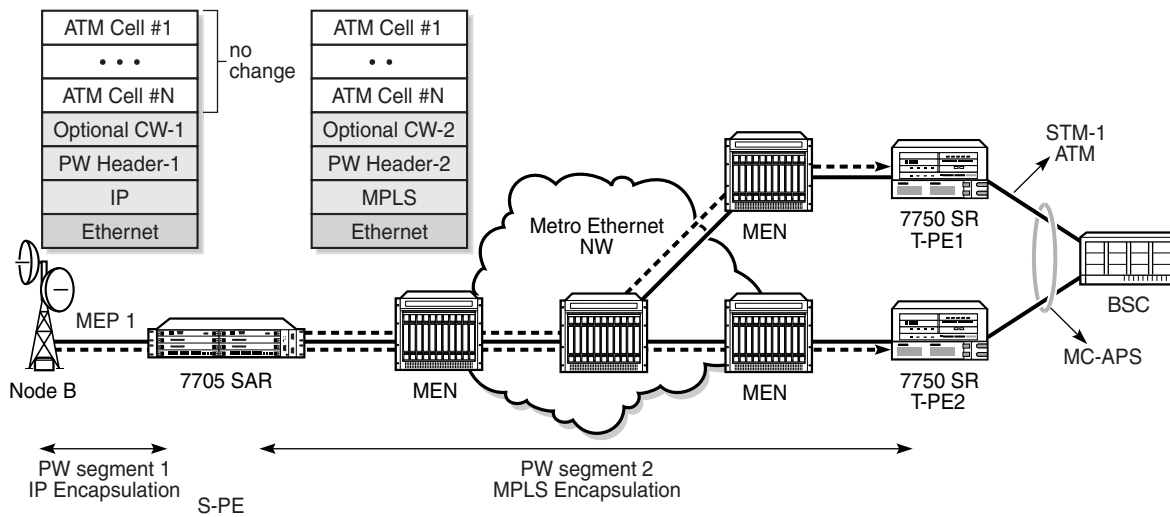 ATM Cell #1
• • •
ATM Cell #N
Optional CW-1
PW Header-1
IP
Ethernet
no
change
ATM Cell #1
• •
ATM Cell #N
Optional CW-2
PW Header-2
MPLS
Ethernet
Metro Ethernet
NW
MEN
7750 SR
T-PE1
STM-1
ATM
BSC
MC-APS
MEP 1
Node B
7705 SAR
MEN
MEN
7750 SR
T-PE2
PW segment 1
IP Encapsulation
S-PE
PW segment 2
MPLS Encapsulation